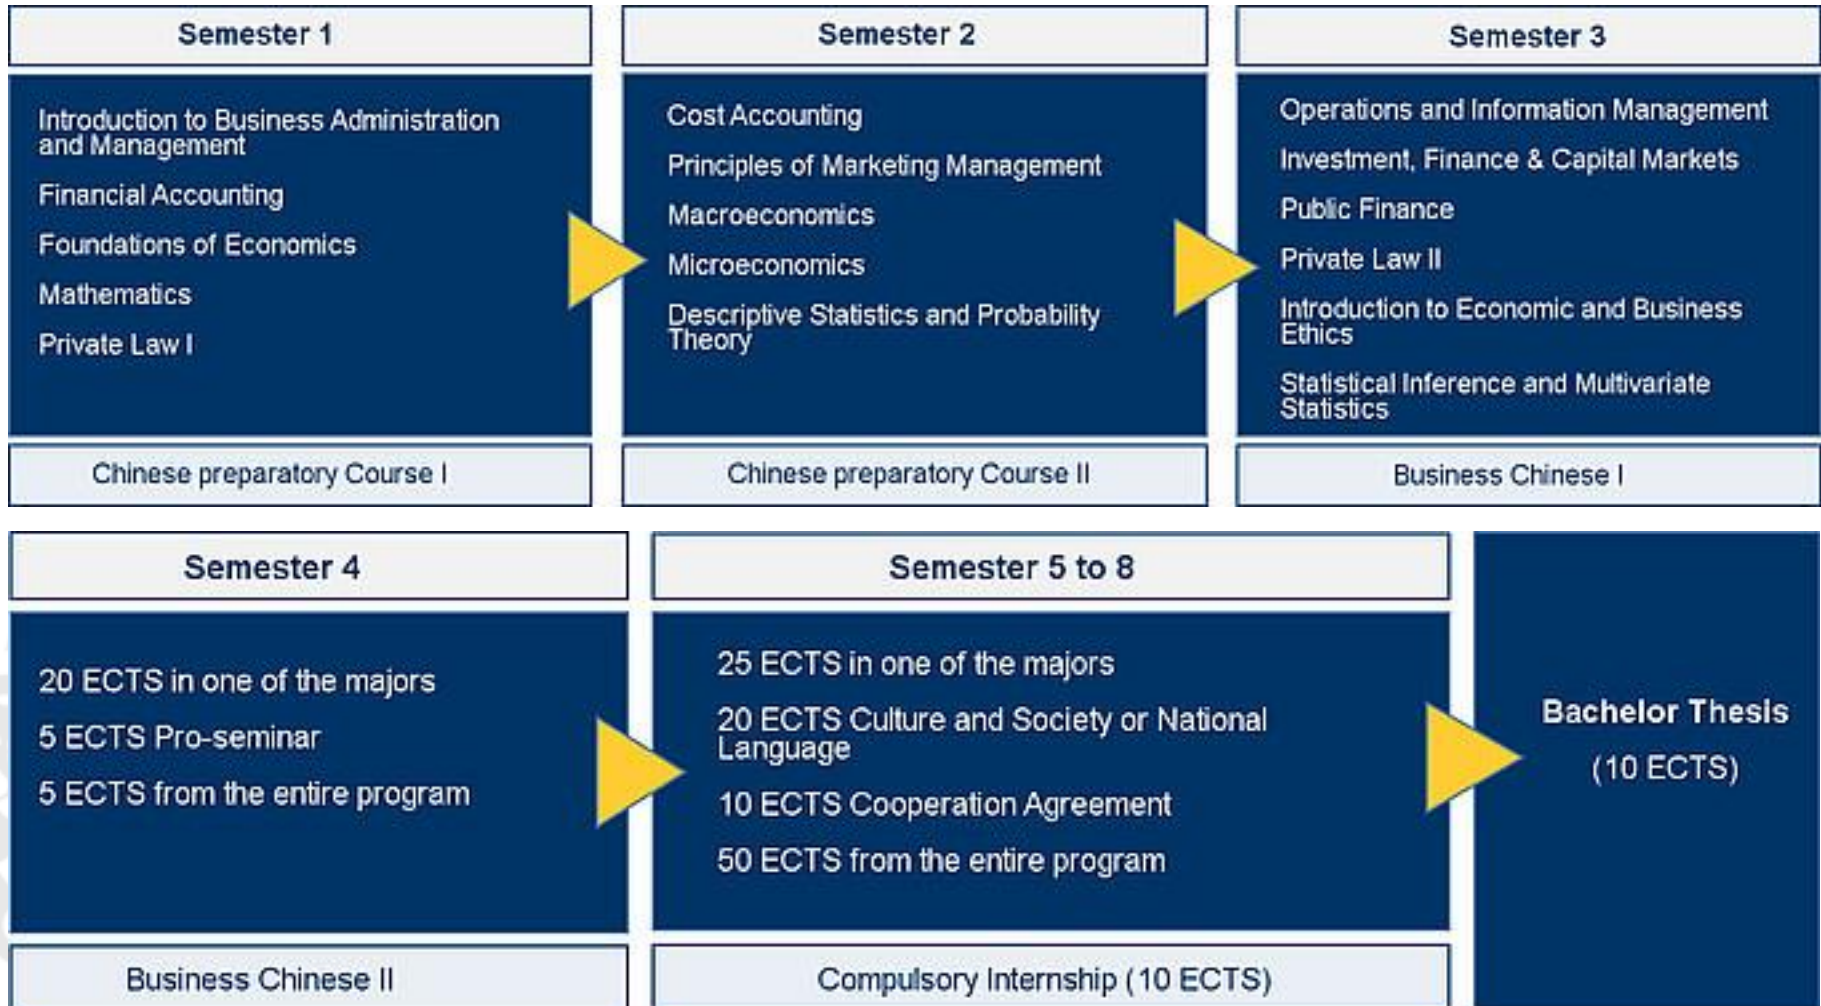 Semester 1
Introduction to Business Administration
and Management
Financial Accounting
Foundations of Economics
Mathematics
Private Law I
Chinese preparatory Course I
Semester 2
Cost Accounting
Principles of Marketing Management
Macroeconomics
Microeconomics
Descriptive Statistics and Probability
Theory
Chinese preparatory Course II
Semester 3
Operations and Information Management
Investment, Finance & Capital Markets
Public Finance
Private Law II
Introduction to Economic and Business
Ethics
Statistical Inference and Multivariate
Statistics
Business Chinese I
Semester 4
20 ECTS in one of the majors
5 ECTS Pro-seminar
5 ECTS from the entire program
Business Chinese II
Semester 5 to 8
25 ECTS in one of the majors
20 ECTS Culture and Society or National
Language
10 ECTS Cooperation Agreement
50 ECTS from the entire program
Compulsory Internship (10 ECTS)
Bachelor Thesis
(10 ECTS)